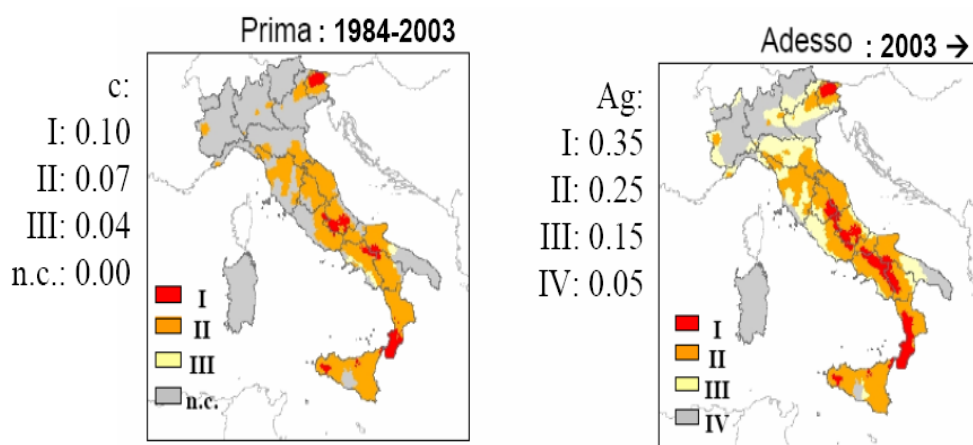 Prima : 1984-2003
c:
I: 0.10
II: 0.07
III: 0.04
n.c.: 0.00
I
II
III
n.c.
Adesso : 2003 →
Ag:
I: 0.35
II: 0.25
III: 0.15
IV: 0.05
I
II
III
IV